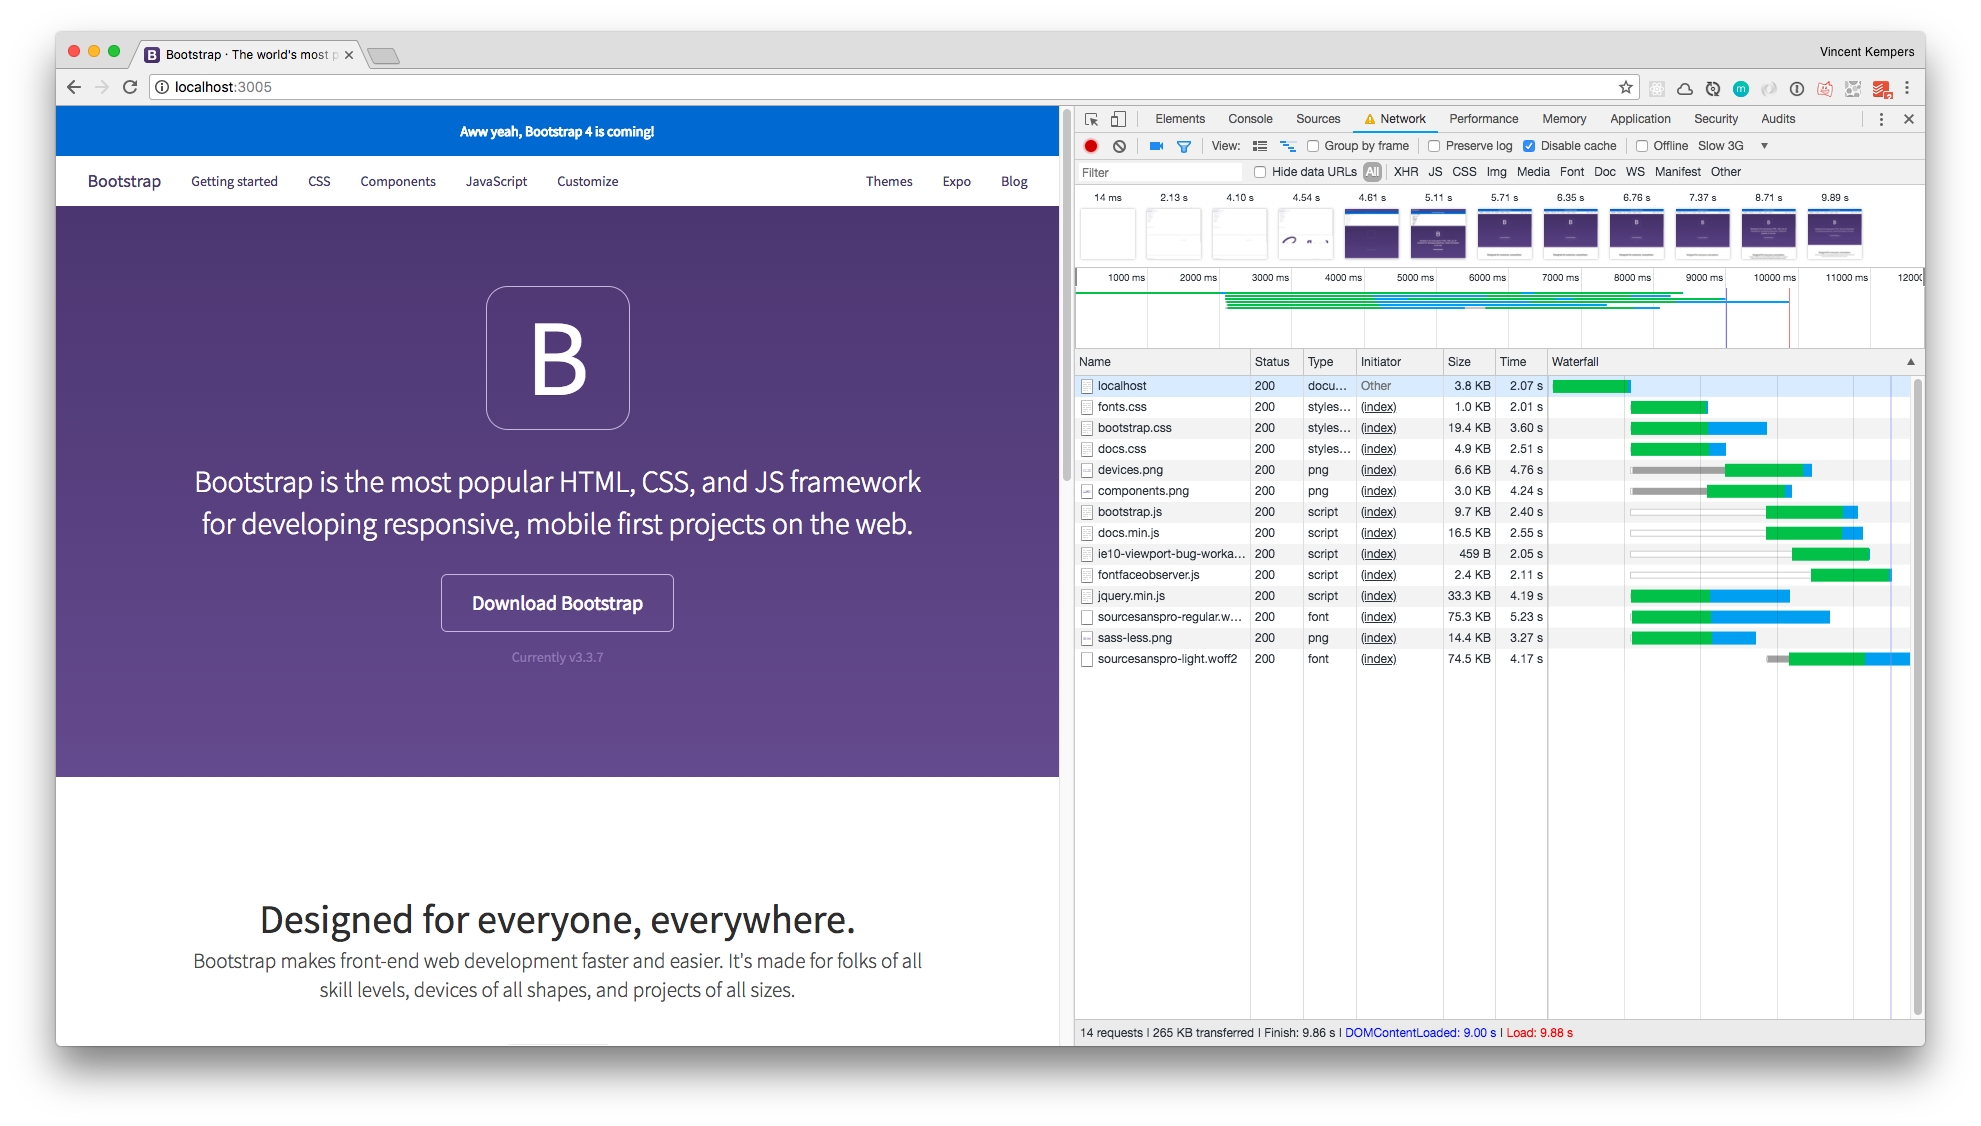 Bootstrap · The world's most p
Vincent Kempers
localhost:3005
Aww yeah, Bootstrap 4 is coming!
Bootstrap Getting started CSS Components JavaScript Customize Themes Expo Blog
B
Bootstrap is the most popular HTML, CSS, and JS framework
for developing responsive, mobile first projects on the web.
Download Bootstrap
Currently v3.3.7
Designed for everyone, everywhere.
Bootstrap makes front-end web development faster and easier. It's made for folks of all
skill levels, devices of all shapes, and projects of all sizes.
Elements Console Sources Network Performance Memory Application Security Audits
View: Group by frame Preserve log Disable cache Offline Slow 3G
Filter Hide data URLs All XHR JS CSS Img Media Font Doc WS Manifest Other
14 ms 2.13 s 4.10 s 4.54 s 4.61 s 5.11 s 5.71 s 6.35 s 6.76 s 7.37 s 8.71 s 9.89 s
1000 ms 2000 ms 3000 ms 4000 ms 5000 ms 6000 ms 7000 ms 8000 ms 9000 ms 10000 ms 11000 ms 12000
Name Status Type Initiator Size Time Waterfall
localhost 200 docu... Other 3.8 KB 2.07 s
fonts.css 200 styles... (index) 1.0 KB 2.01 s
bootstrap.css 200 styles... (index) 19.4 KB 3.60 s
docs.css 200 styles... (index) 4.9 KB 2.51 s
devices.png 200 png (index) 6.6 KB 4.76 s
components.png 200 png (index) 3.0 KB 4.24 s
bootstrap.js 200 script (index) 9.7 KB 2.40 s
docs.min.js 200 script (index) 16.5 KB 2.55 s
ie10-viewport-bug-worka... 200 script (index) 459 B 2.05 s
fontfaceobserver.js 200 script (index) 2.4 KB 2.11 s
jquery.min.js 200 script (index) 33.3 KB 4.19 s
sourcesanspro-regular.w... 200 font (index) 75.3 KB 5.23 s
sass-less.png 200 png (index) 14.4 KB 3.27 s
sourcesanspro-light.woff2 200 font (index) 74.5 KB 4.17 s
14 requests | 265 KB transferred | Finish: 9.86 s | DOMContentLoaded: 9.00 s | Load: 9.88 s